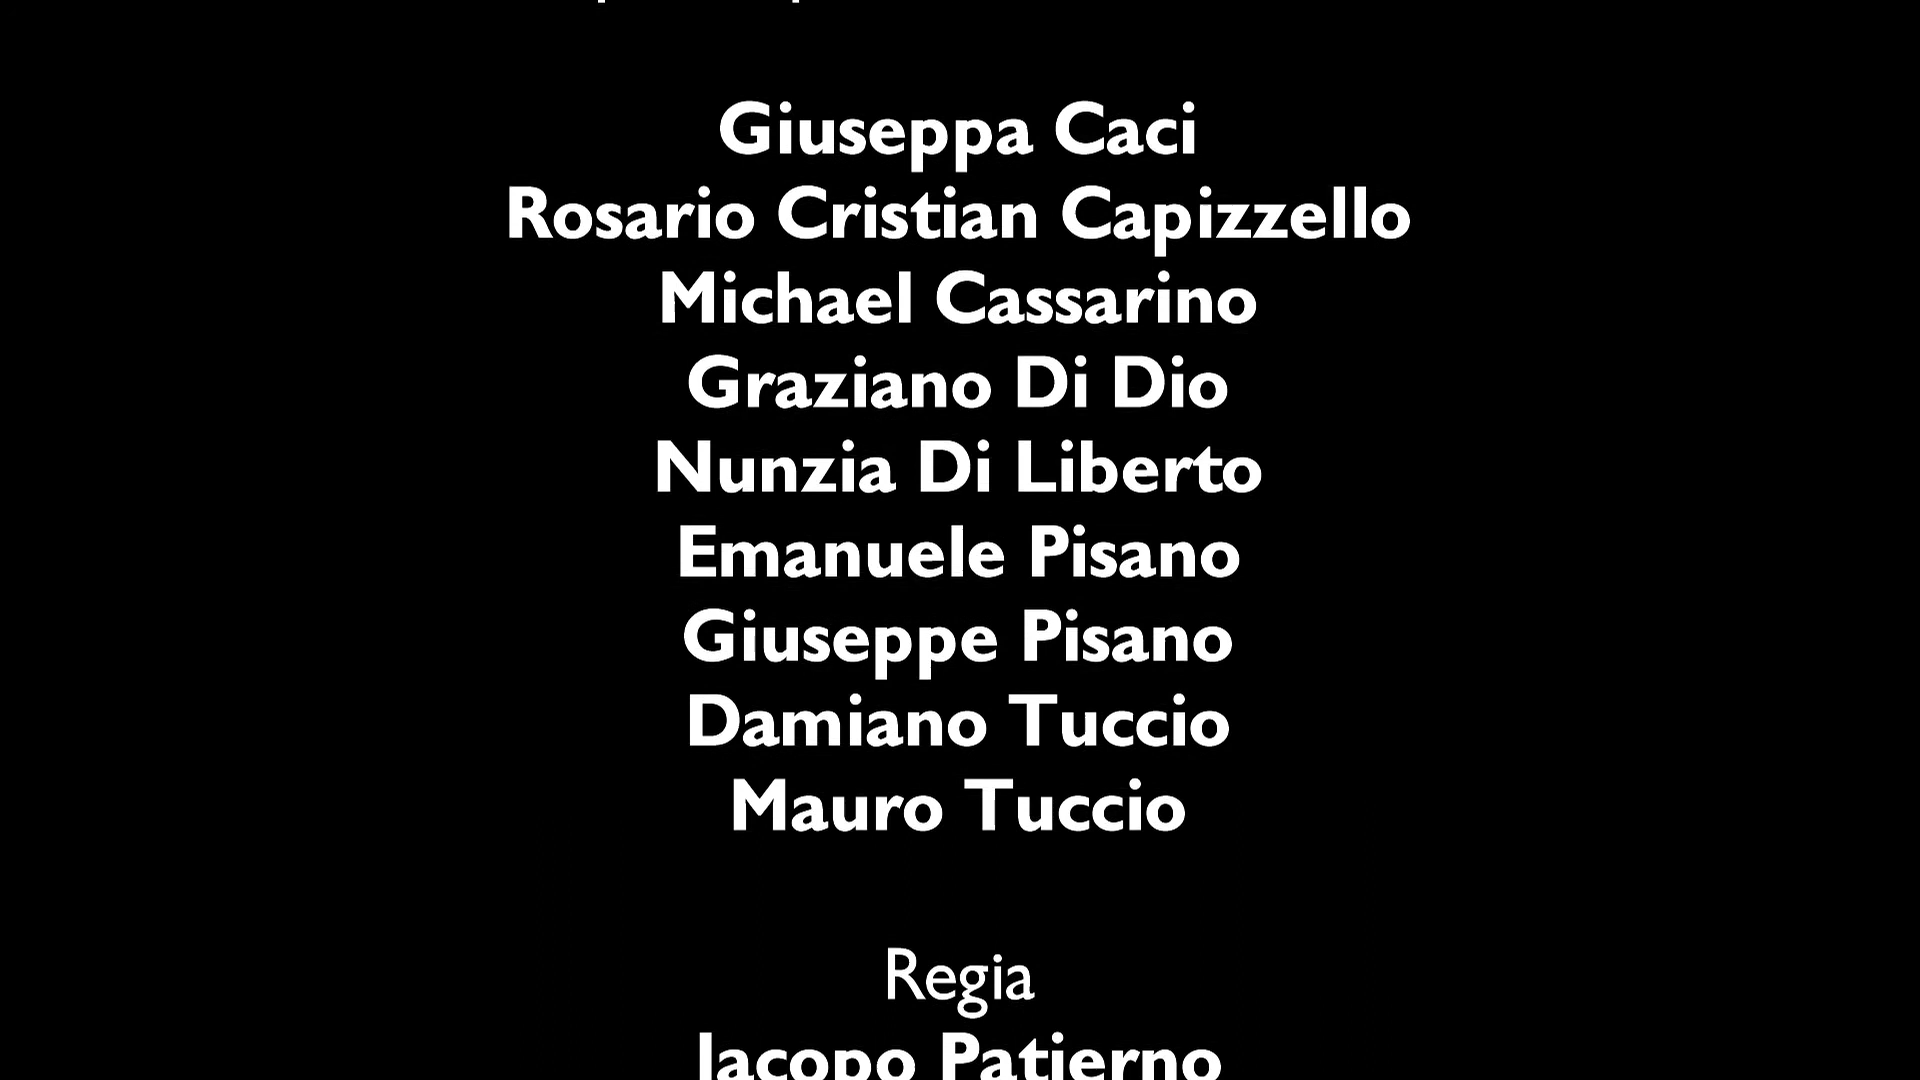 Giuseppa Caci
Rosario Cristian Capizzello
Michael Cassarino
Graziano Di Dio
Nunzia Di Liberto
Emanuele Pisano
Giuseppe Pisano
Damiano Tuccio
Mauro Tuccio
Regia
Iacopo Patierno